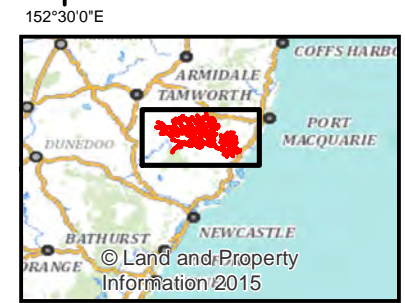 152°30'0"E
COFFS HARBO
ARMIDALE
TAMWORTH
PORT
MACQUARIE
DUNEDOO
NEWCASTLE
BATHURST
ORANGE
© Land and Property
Information 2015